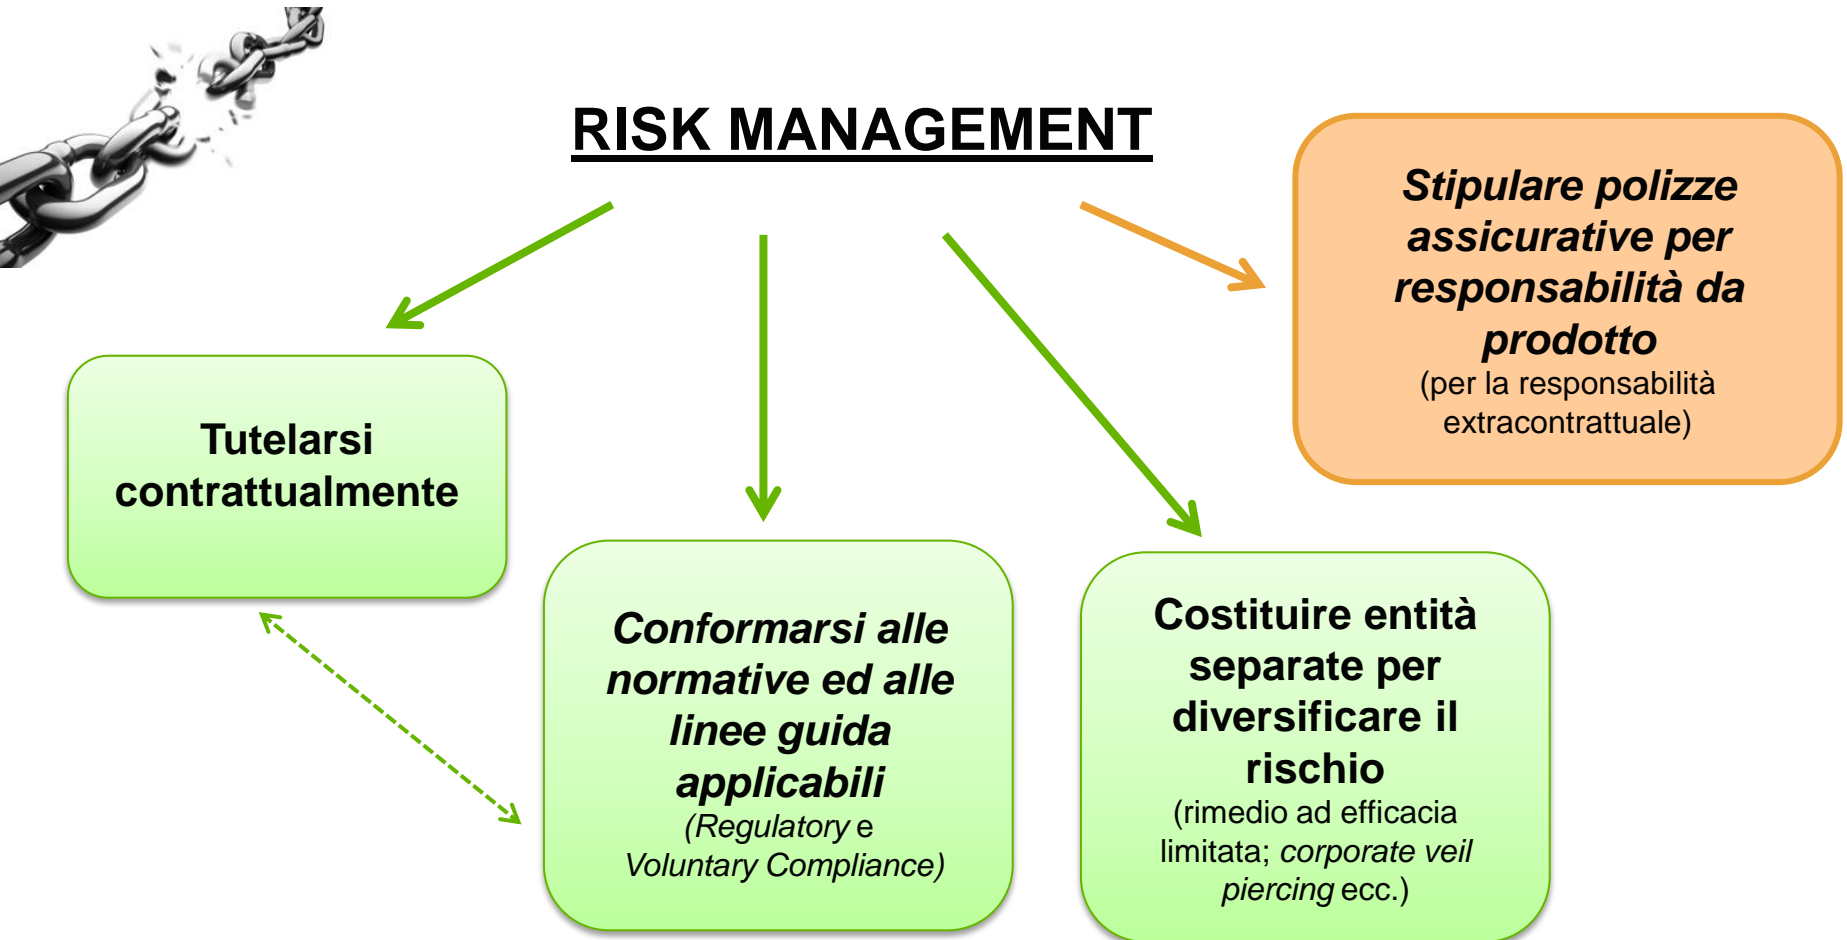 RISK MANAGEMENT
Stipulare polizze
assicurative per
responsabilità da
prodotto
(per la responsabilità
extracontrattuale)
Tutelarsi
contrattualmente
Conformarsi alle
normative ed alle
linee guida
applicabili
(Regulatory e
Voluntary Compliance)
Costituire entità
separate per
diversificare il
rischio
(rimedio ad efficacia
limitata; corporate veil
piercing ecc.)